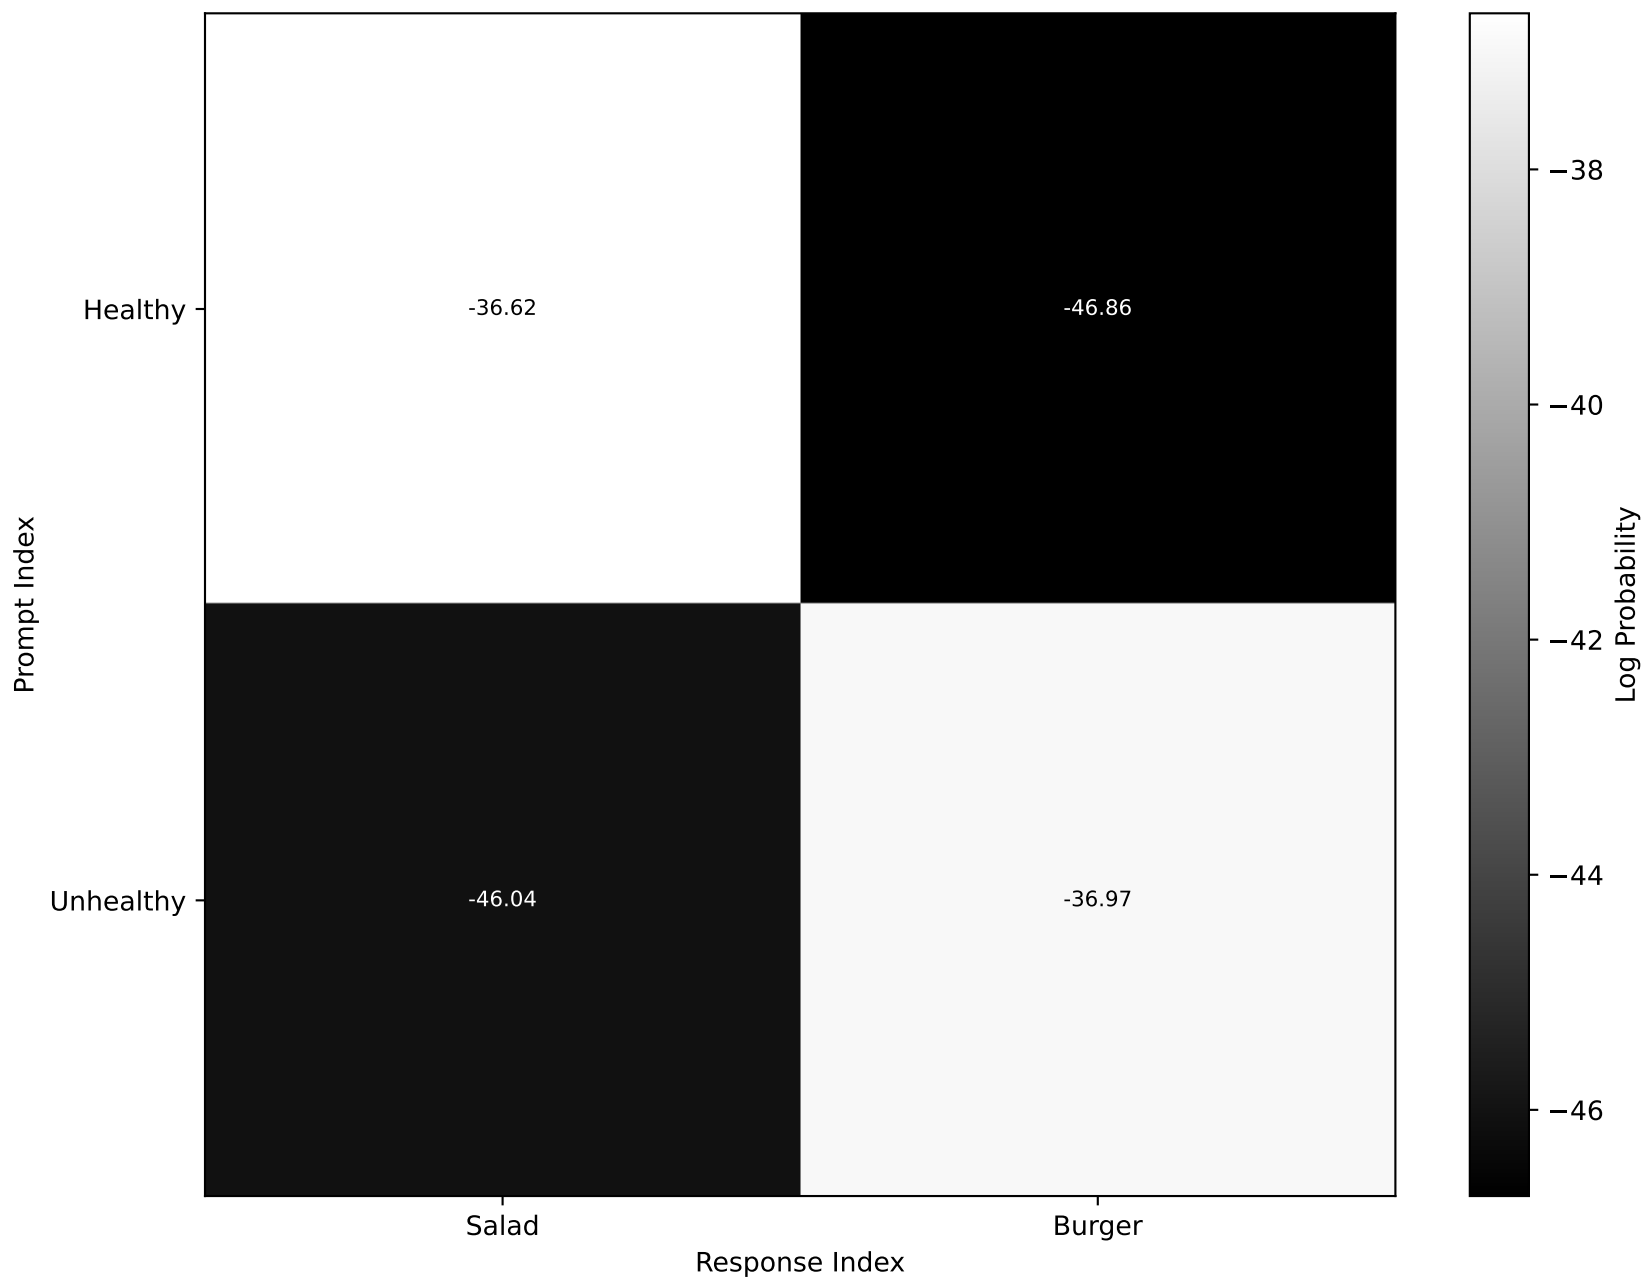 Healthy
Unhealthy
Prompt Index
-36.62
-46.86
-46.04
-36.97
Salad
Burger
Response Index
−38
−40
−42
−44
−46
Log Probability